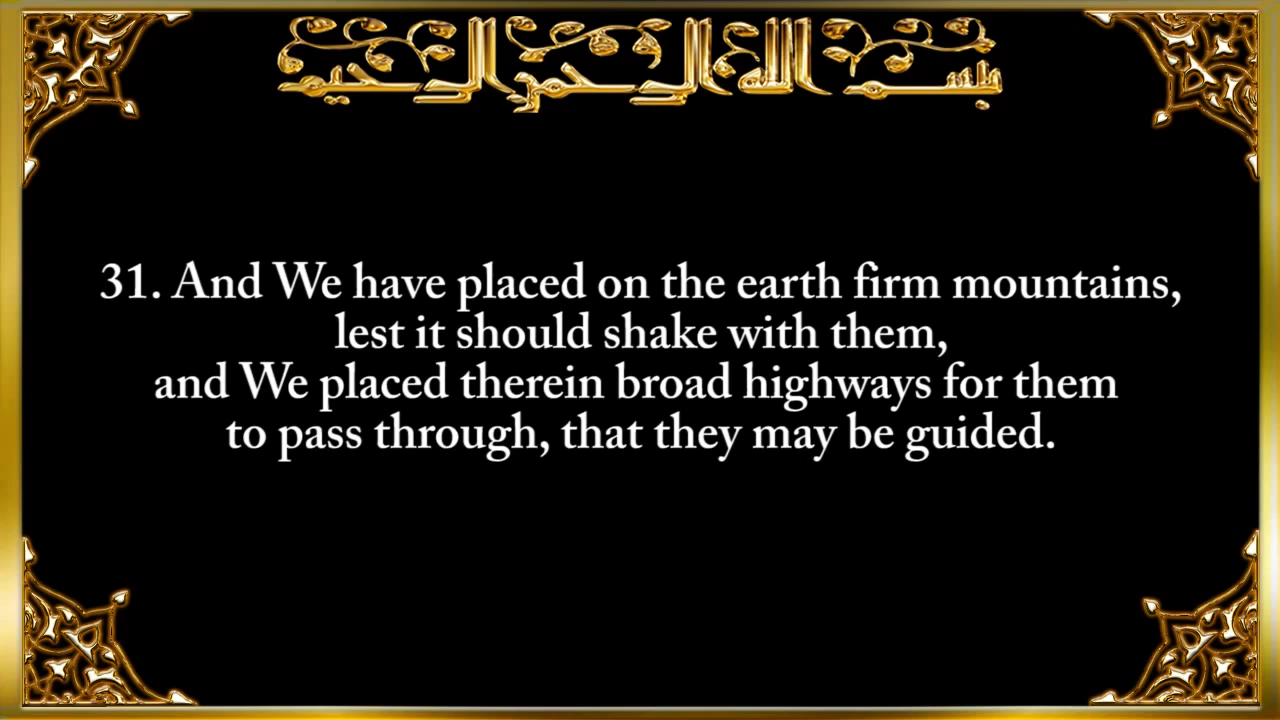 بسم الله الرحمن الرحيم
31. And We have placed on the earth firm mountains,
lest it should shake with them,
and We placed therein broad highways for them
to pass through, that they may be guided.